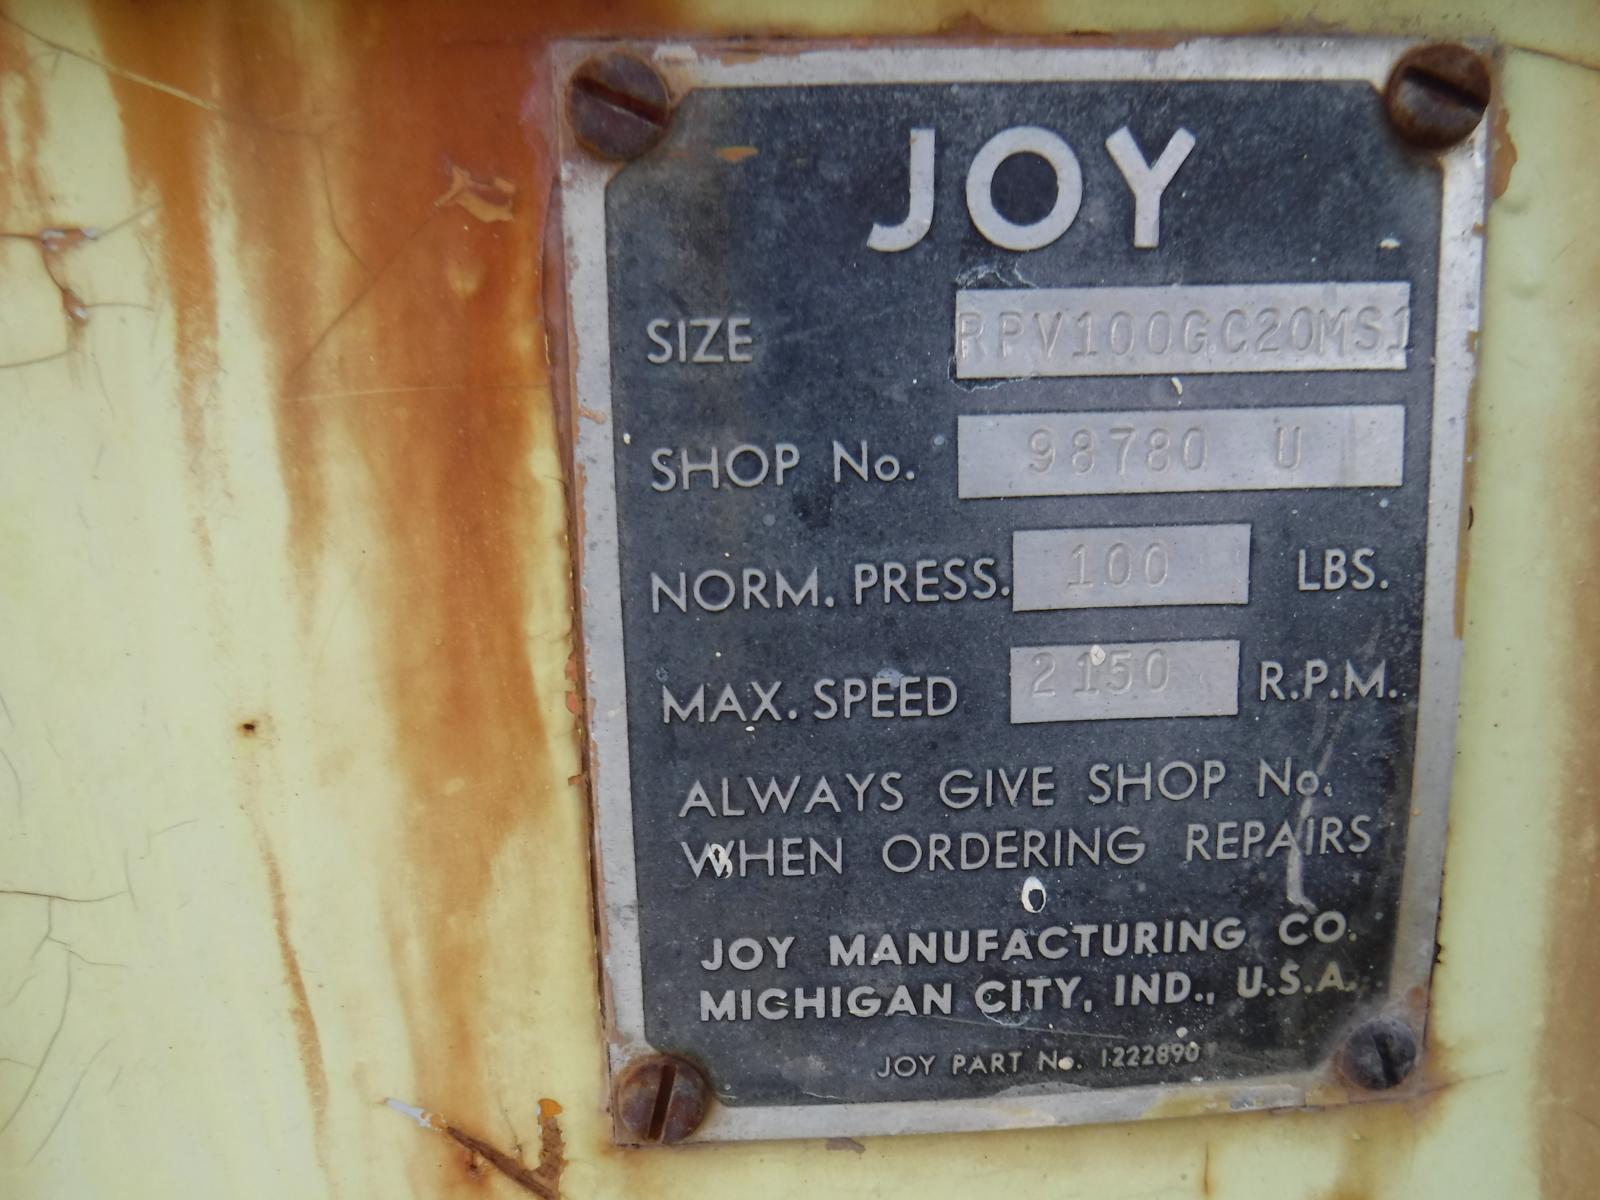 JOY
SIZE RPV100GC20MS1
SHOP No. 98780 U
NORM. PRESS. 100 LBS.
MAX. SPEED 2150 R.P.M.
ALWAYS GIVE SHOP No.
WHEN ORDERING REPAIRS
JOY MANUFACTURING CO.
MICHIGAN CITY, IND., U.S.A.
JOY PART No. 1222890